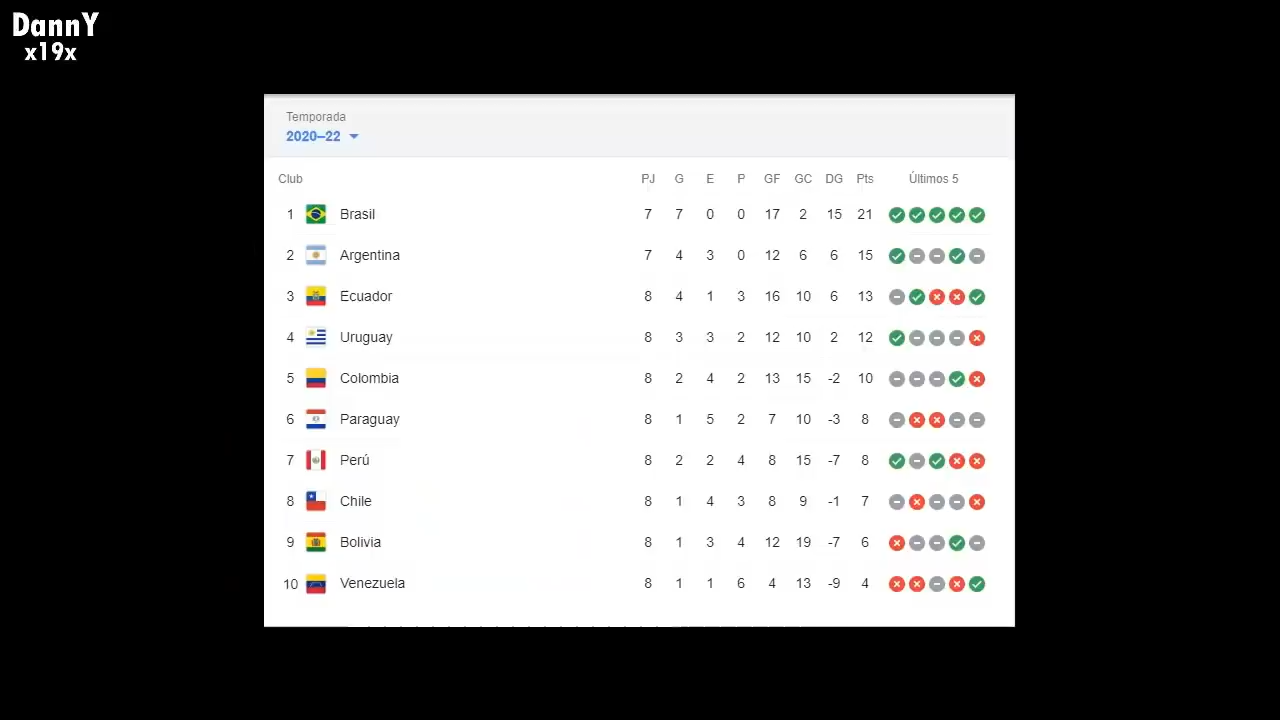 DannY
x19x
Temporada
2020–22
Club PJ G E P GF GC DG Pts Últimos 5
1 Brasil 7 7 0 0 17 2 15 21
2 Argentina 7 4 3 0 12 6 6 15
3 Ecuador 8 4 1 3 16 10 6 13
4 Uruguay 8 3 3 2 12 10 2 12
5 Colombia 8 2 4 2 13 15 -2 10
6 Paraguay 8 1 5 2 7 10 -3 8
7 Perú 8 2 2 4 8 15 -7 8
8 Chile 8 1 4 3 8 9 -1 7
9 Bolivia 8 1 3 4 12 19 -7 6
10 Venezuela 8 1 1 6 4 13 -9 4